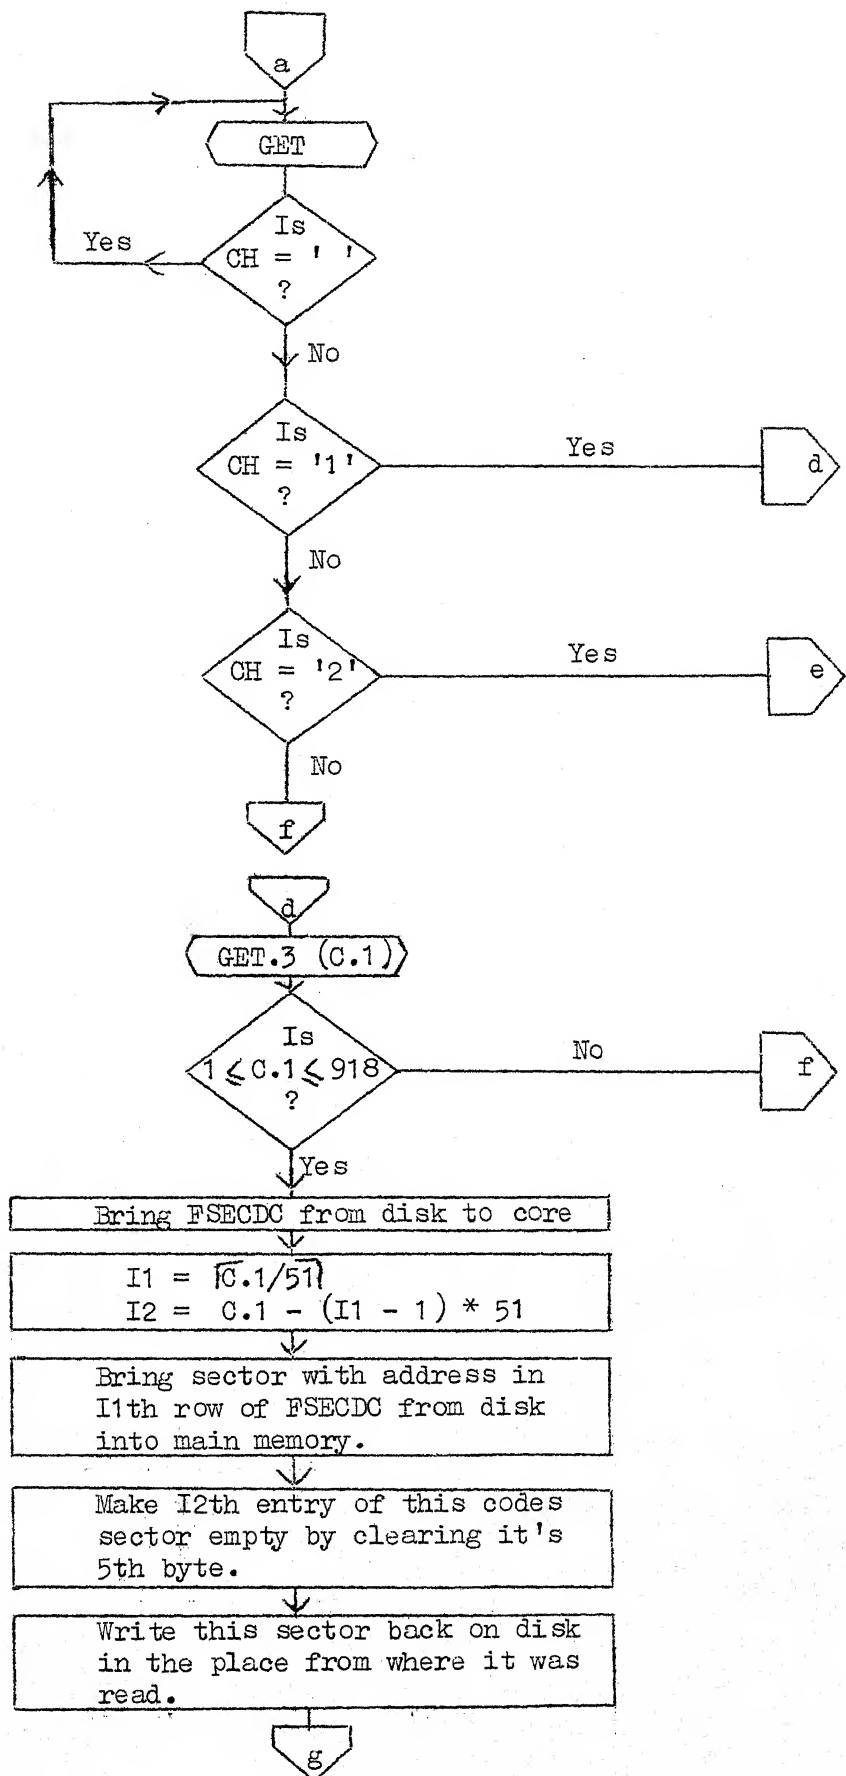 a
GET
Is
CH = ' '
?
Yes
No
Is
CH = '1'
?
Yes
d
No
Is
CH = '2'
?
Yes
e
No
f
d
GET.3 (C.1)
Is
1 ≤ C.1 ≤ 918
?
No
f
Yes
Bring FSECDC from disk to core
I1 = ⌈C.1/51⌉
I2 = C.1 - (I1 - 1) * 51
Bring sector with address in
I1th row of FSECDC from disk
into main memory.
Make I2th entry of this codes
sector empty by clearing it's
5th byte.
Write this sector back on disk
in the place from where it was
read.
g